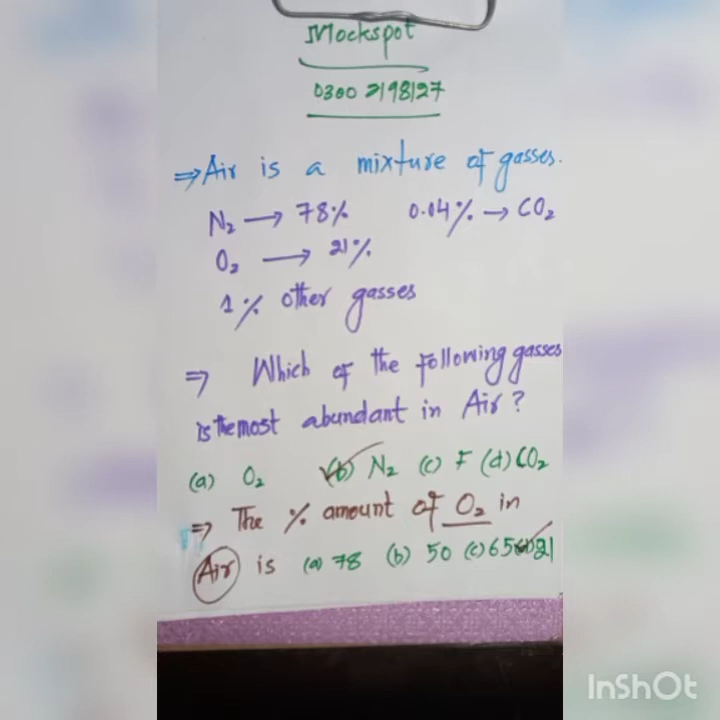 Mockspot
0300 2198127
⇒ Air is a mixture of gasses.
N₂ → 78% 0.04% → CO₂
O₂ → 21%
1% other gasses
⇒ Which of the following gasses
is the most abundant in Air?
(a) O₂ (b) N₂ (c) F (d) CO₂
⇒ The % amount of O₂ in
Air is (a) 78 (b) 50 (c) 65 (d) 21
InShOt